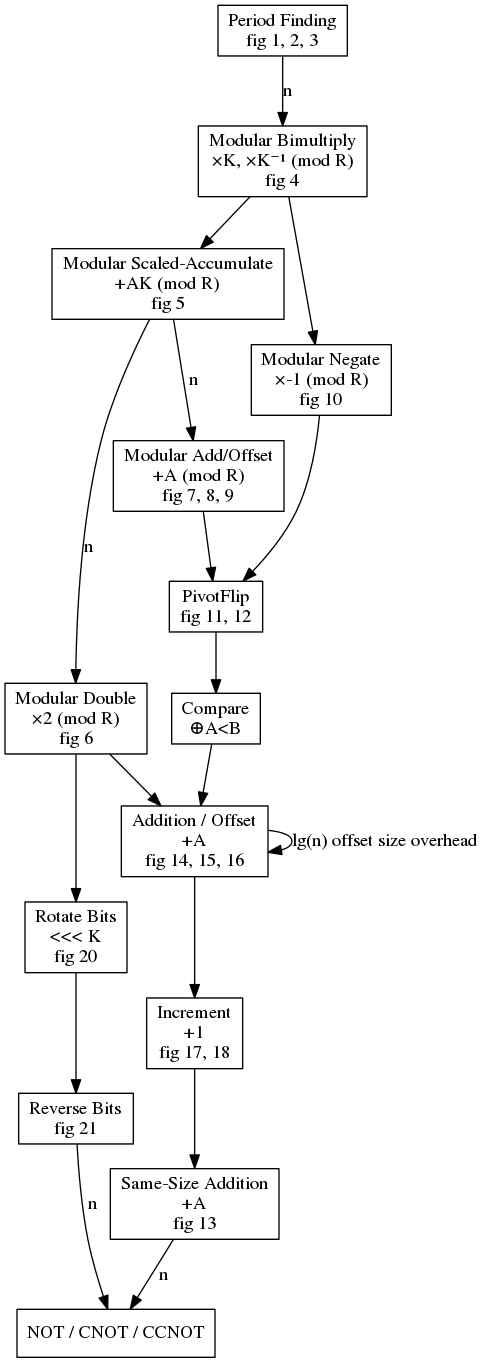 Period Finding
fig 1, 2, 3
n
Modular Bimultiply
×K, ×K⁻¹ (mod R)
fig 4
Modular Scaled-Accumulate
+AK (mod R)
fig 5
Modular Negate
×-1 (mod R)
fig 10
n
Modular Add/Offset
+A (mod R)
fig 7, 8, 9
n
PivotFlip
fig 11, 12
Modular Double
×2 (mod R)
fig 6
Compare
⊕A<B
Addition / Offset
+A
fig 14, 15, 16
lg(n) offset size overhead
Rotate Bits
<<< K
fig 20
Increment
+1
fig 17, 18
Reverse Bits
fig 21
Same-Size Addition
+A
fig 13
n
n
NOT / CNOT / CCNOT